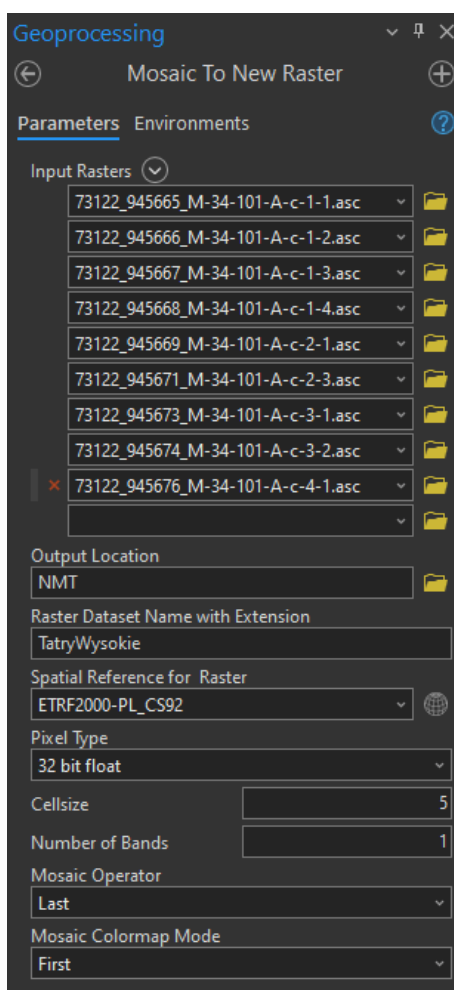 Geoprocessing
Mosaic To New Raster
Parameters Environments
Input Rasters
73122_945665_M-34-101-A-c-1-1.asc
73122_945666_M-34-101-A-c-1-2.asc
73122_945667_M-34-101-A-c-1-3.asc
73122_945668_M-34-101-A-c-1-4.asc
73122_945669_M-34-101-A-c-2-1.asc
73122_945671_M-34-101-A-c-2-3.asc
73122_945673_M-34-101-A-c-3-1.asc
73122_945674_M-34-101-A-c-3-2.asc
73122_945676_M-34-101-A-c-4-1.asc
Output Location
NMT
Raster Dataset Name with Extension
TatryWysokie
Spatial Reference for Raster
ETRF2000-PL_CS92
Pixel Type
32 bit float
Cellsize 5
Number of Bands 1
Mosaic Operator
Last
Mosaic Colormap Mode
First